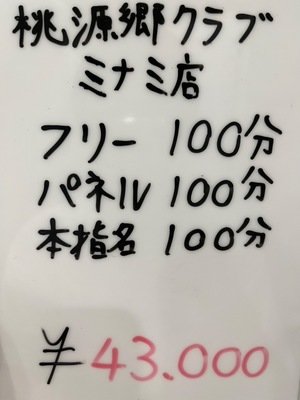 桃源郷クラブ
ミナミ店
フリー 100分
パネル 100分
本指名 100分
¥43.000